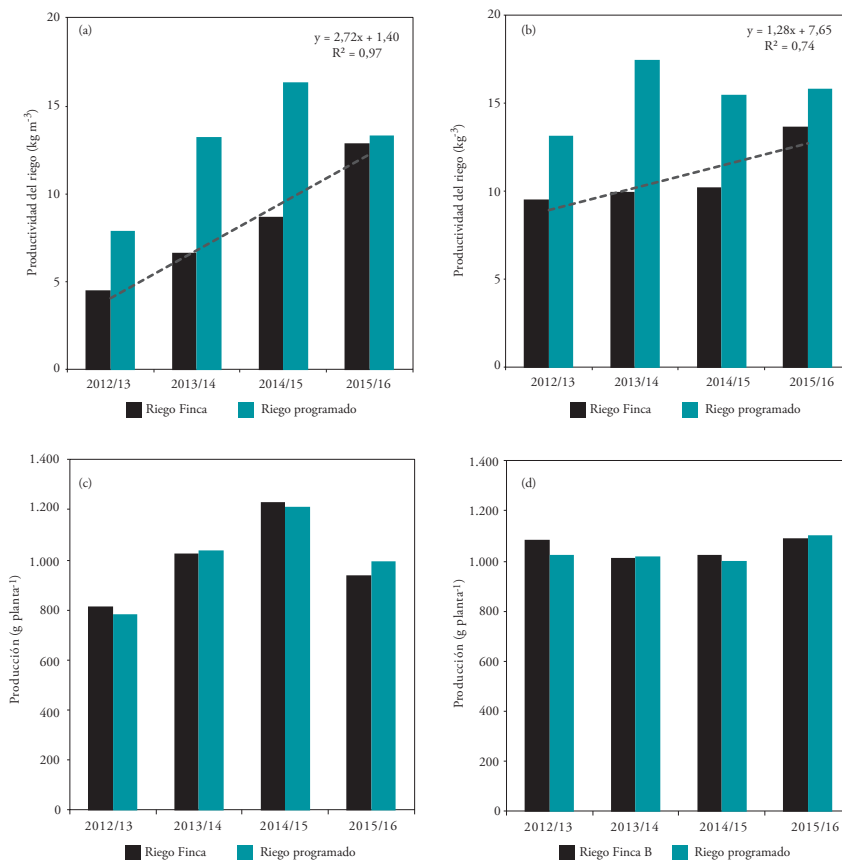 20
15
10
5
0
Productividad del riego (kg m-3)
(a)
y = 2,72x + 1,40
R² = 0,97
2012/13 2013/14 2014/15 2015/16
Riego Finca Riego programado
20
15
10
5
0
Productividad del riego (kg-3)
(b)
y = 1,28x + 7,65
R² = 0,74
2012/13 2013/14 2014/15 2015/16
Riego Finca Riego programado
1.400
1.200
1.000
800
600
400
200
0
Producción (g planta-1)
(c)
2012/13 2013/14 2014/15 2015/16
Riego Finca Riego programado
1.400
1.200
1.000
800
600
400
200
0
Producción (g planta-1)
(d)
2012/13 2013/14 2014/15 2015/16
Riego Finca B Riego programado